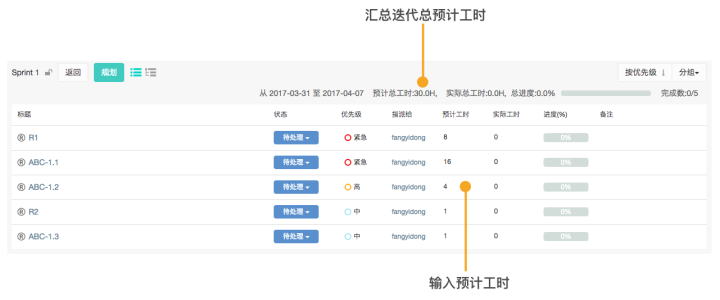 汇总迭代总预计工时
Sprint 1 返回 规划 按优先级 ↓ 分组
从 2017-03-31 至 2017-04-07 预计总工时:30.0H, 实际总工时:0.0H, 总进度:0.0% 完成数:0/5
标题 状态 优先级 指派给 预计工时 实际工时 进度(%) 备注
R R1 待处理 紧急 fangyidong 8 0 0%
R ABC-1.1 待处理 紧急 fangyidong 16 0 0%
R ABC-1.2 待处理 高 fangyidong 4 0 0%
R R2 待处理 中 fangyidong 1 0 0%
R ABC-1.3 待处理 中 fangyidong 1 0 0%
输入预计工时